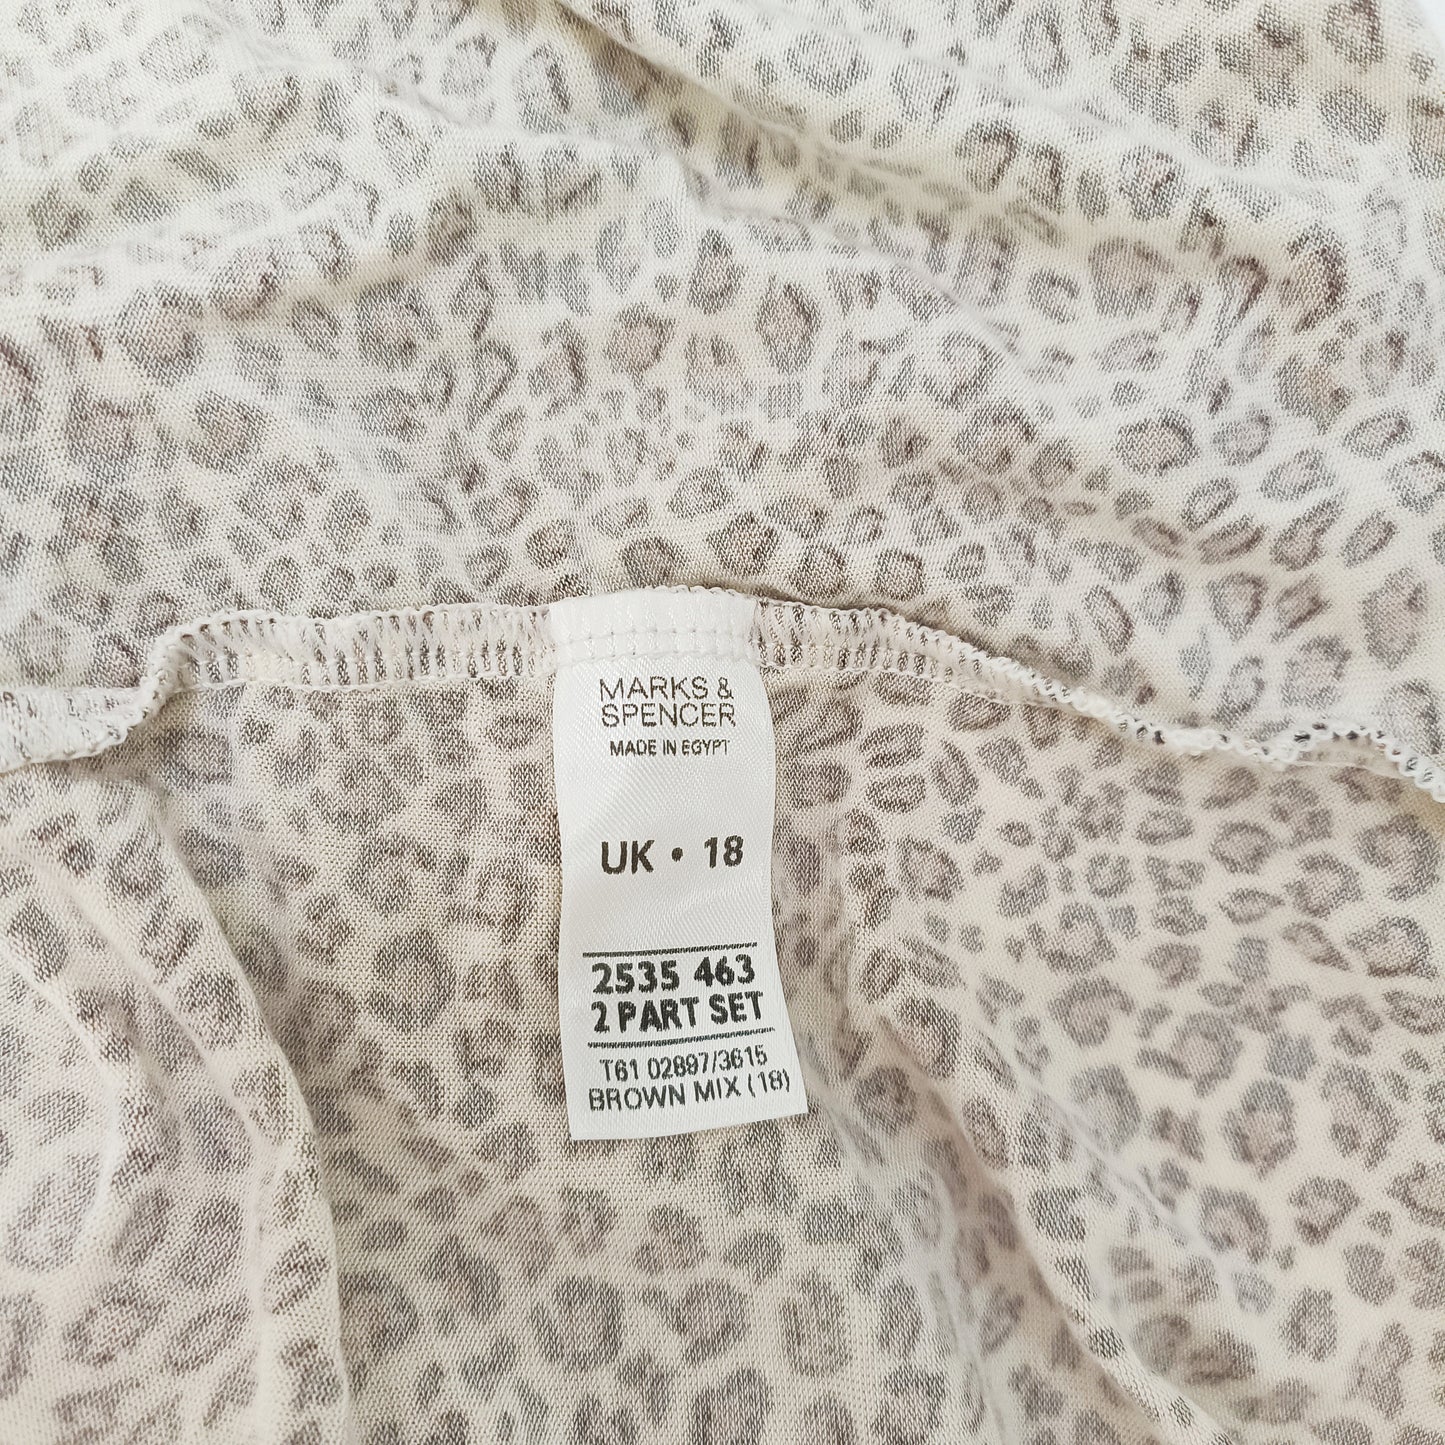 MARKS &
SPENCER
MADE IN EGYPT
UK • 18
2535 463
2 PART SET
T61 02897/3615
BROWN MIX (18)